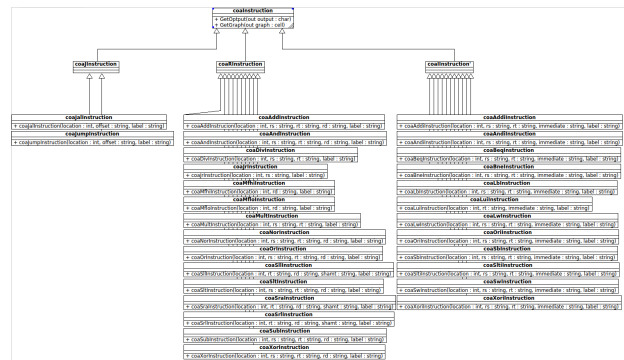 coaInstruction
+ GetOptput(out output : char)
+ GetGraph(out graph : cell)
coaJInstruction
coaRInstruction
coaIInstruction
coaJalInstruction
+ coaJalInstruction(location : int, offset : string, label : string)
coaJumpInstruction
+ coaJumpInstruction(location : int, offset : string, label : string)
coaAddInstruction
+ coaAddInstruction(location : int, rs : string, rt : string, rd : string, label : string)
coaAndInstruction
+ coaAndInstruction(location : int, rs : string, rt : string, rd : string, label : string)
coaDivInstruction
+ coaDivInstruction(location : int, rs : string, rt : string, label : string)
coaJrInstruction
+ coaJrInstruction(location : int, rs : string, label : string)
coaMfhiInstruction
+ coaMfhiInstruction(location : int, rd : string, label : string)
coaMfloInstruction
+ coaMfloInstruction(location : int, rd : string, label : string)
coaMultInstruction
+ coaMultInstruction(location : int, rs : string, rt : string, label : string)
coaNorInstruction
+ coaNorInstruction(location : int, rs : string, rt : string, rd : string, label : string)
coaOrInstruction
+ coaOrInstruction(location : int, rs : string, rt : string, rd : string, label : string)
coaSllInstruction
+ coaSllInstruction(location : int, rt : string, rd : string, shamt : string, label : string)
coaSltInstruction
+ coaSltInstruction(location : int, rs : string, rt : string, rd : string, label : string)
coaSraInstruction
+ coaSraInstruction(location : int, rt : string, rd : string, shamt : string, label : string)
coaSrlInstruction
+ coaSrlInstruction(location : int, rt : string, rd : string, shamt : string, label : string)
coaSubInstruction
+ coaSubInstruction(location : int, rs : string, rt : string, rd : string, label : string)
coaXorInstruction
+ coaXorInstruction(location : int, rs : string, rt : string, rd : string, label : string)
coaAddiInstruction
+ coaAddiInstruction(location : int, rs : string, rt : string, immediate : string, label : string)
coaAndiInstruction
+ coaAndiInstruction(location : int, rs : string, rt : string, immediate : string, label : string)
coaBeqInstruction
+ coaBeqInstruction(location : int, rs : string, rt : string, immediate : string, label : string)
coaBneInstruction
+ coaBneInstruction(location : int, rs : string, rt : string, immediate : string, label : string)
coaLbInstruction
+ coaLbInstruction(location : int, rs : string, rt : string, immediate : string, label : string)
coaLuiInstruction
+ coaLuiInstruction(location : int, rt : string, immediate : string, label : string)
coaLwInstruction
+ coaLwInstruction(location : int, rs : string, rt : string, immediate : string, label : string)
coaOriInstruction
+ coaOriInstruction(location : int, rs : string, rt : string, immediate : string, label : string)
coaSbInstruction
+ coaSbInstruction(location : int, rs : string, rt : string, immediate : string, label : string)
coaSltiInstruction
+ coaSltiInstruction(location : int, rs : string, rt : string, immediate : string, label : string)
coaSwInstruction
+ coaSwInstruction(location : int, rs : string, rt : string, immediate : string, label : string)
coaXoriInstruction
+ coaXoriInstruction(location : int, rs : string, rt : string, immediate : string, label : string)